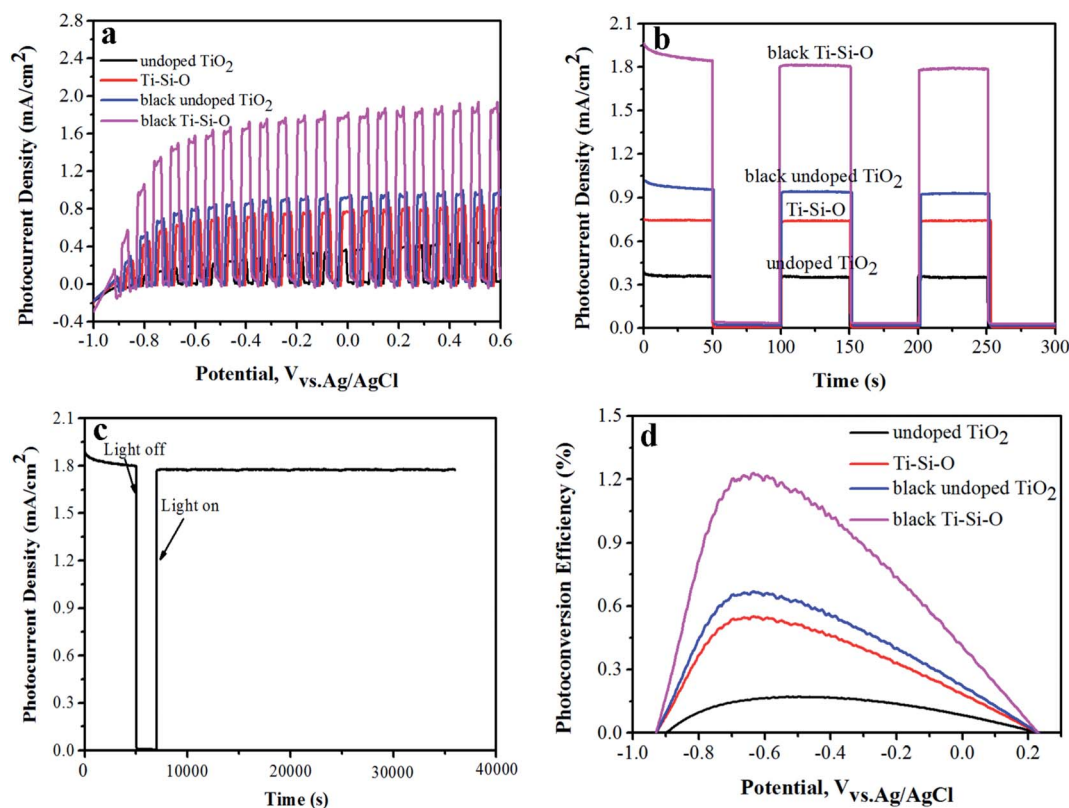 a
undoped TiO2
Ti-Si-O
black undoped TiO2
black Ti-Si-O
Photocurrent Density (mA/cm2)
2.8
2.4
2.0
1.6
1.2
0.8
0.4
0.0
-0.4
-1.0 -0.8 -0.6 -0.4 -0.2 0.0 0.2 0.4 0.6
Potential, Vvs.Ag/AgCl
b
Photocurrent Density (mA/cm2)
2.1
1.8
1.5
1.2
0.9
0.6
0.3
0.0
black Ti-Si-O
black undoped TiO2
Ti-Si-O
undoped TiO2
0 50 100 150 200 250 300
Time (s)
c
Photocurrent Density (mA/cm2)
2.1
1.8
1.5
1.2
0.9
0.6
0.3
0.0
Light off
Light on
0 10000 20000 30000 40000
Time (s)
d
undoped TiO2
Ti-Si-O
black undoped TiO2
black Ti-Si-O
Photoconversion Efficiency (%)
1.5
1.2
0.9
0.6
0.3
0.0
-1.0 -0.8 -0.6 -0.4 -0.2 0.0 0.2
Potential, Vvs.Ag/AgCl